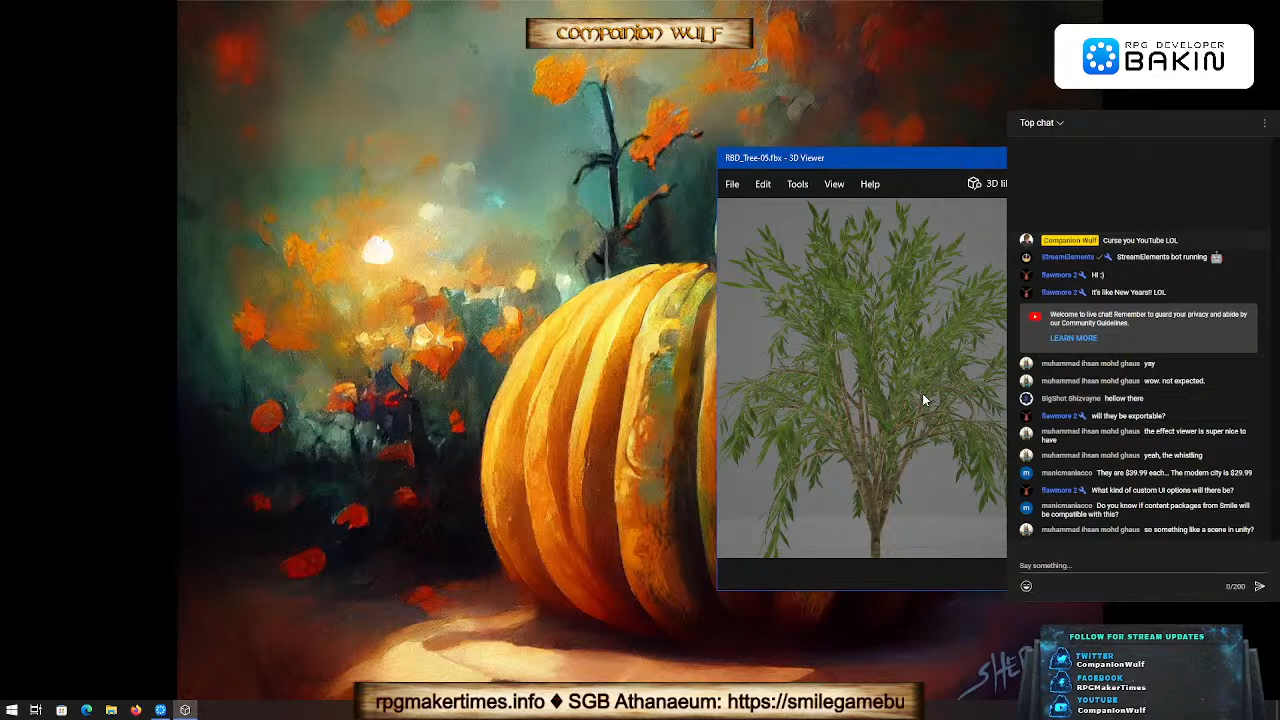 COMPANION WULF
RPG DEVELOPER
BAKIN
Top chat
RBD_Tree-05.fbx - 3D Viewer
File Edit Tools View Help 3D li
Companion Wulf Curse you YouTube LOL
StreamElements StreamElements bot running
flawmore 2 Hi :)
flawmore 2 It's like New Years!! LOL
Welcome to live chat! Remember to guard your privacy and abide by
our Community Guidelines.
LEARN MORE
muhammad ihsan mohd ghaus yay
muhammad ihsan mohd ghaus wow. not expected.
BigShot Shizvayne hellow there
flawmore 2 will they be exportable?
muhammad ihsan mohd ghaus the effect viewer is super nice to
have
muhammad ihsan mohd ghaus yeah, the whistling
m manicmaniacco They are $39.99 each... The modern city is $29.99
flawmore 2 What kind of custom UI options will there be?
m manicmaniacco Do you know if content packages from Smile will
be compatible with this?
muhammad ihsan mohd ghaus so something like a scene in unity?
Say something...
0/200
FOLLOW FOR STREAM UPDATES
TWITTER
CompanionWulf
FACEBOOK
RPGMakerTimes
YOUTUBE
CompanionWulf
SHER
rpgmakertimes.info ♦ SGB Athanaeum: https://smilegamebu